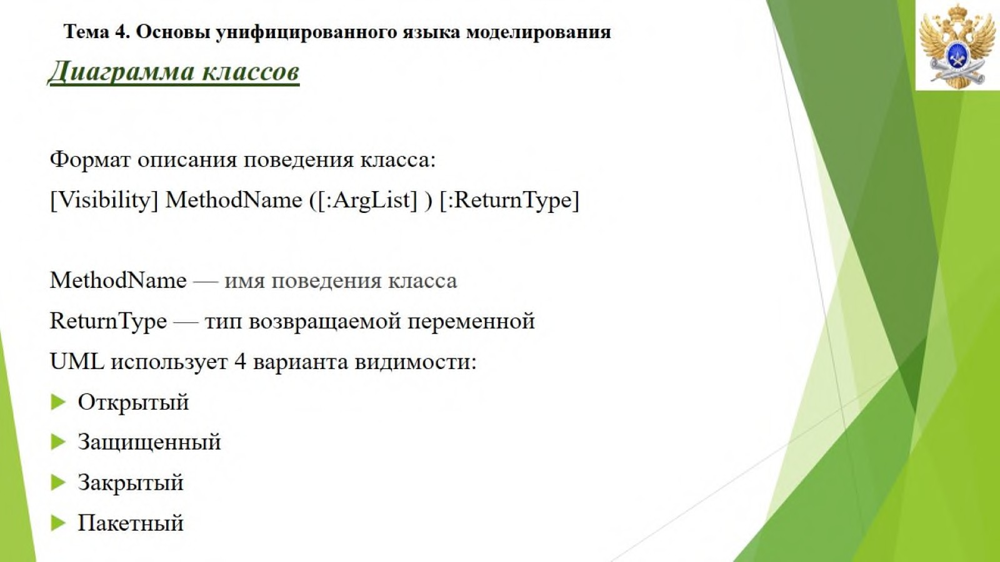 Тема 4. Основы унифицированного языка моделирования
Диаграмма классов
Формат описания поведения класса:
[Visibility] MethodName ([:ArgList] ) [:ReturnType]
MethodName — имя поведения класса
ReturnType — тип возвращаемой переменной
UML использует 4 варианта видимости:
Открытый
Защищенный
Закрытый
Пакетный